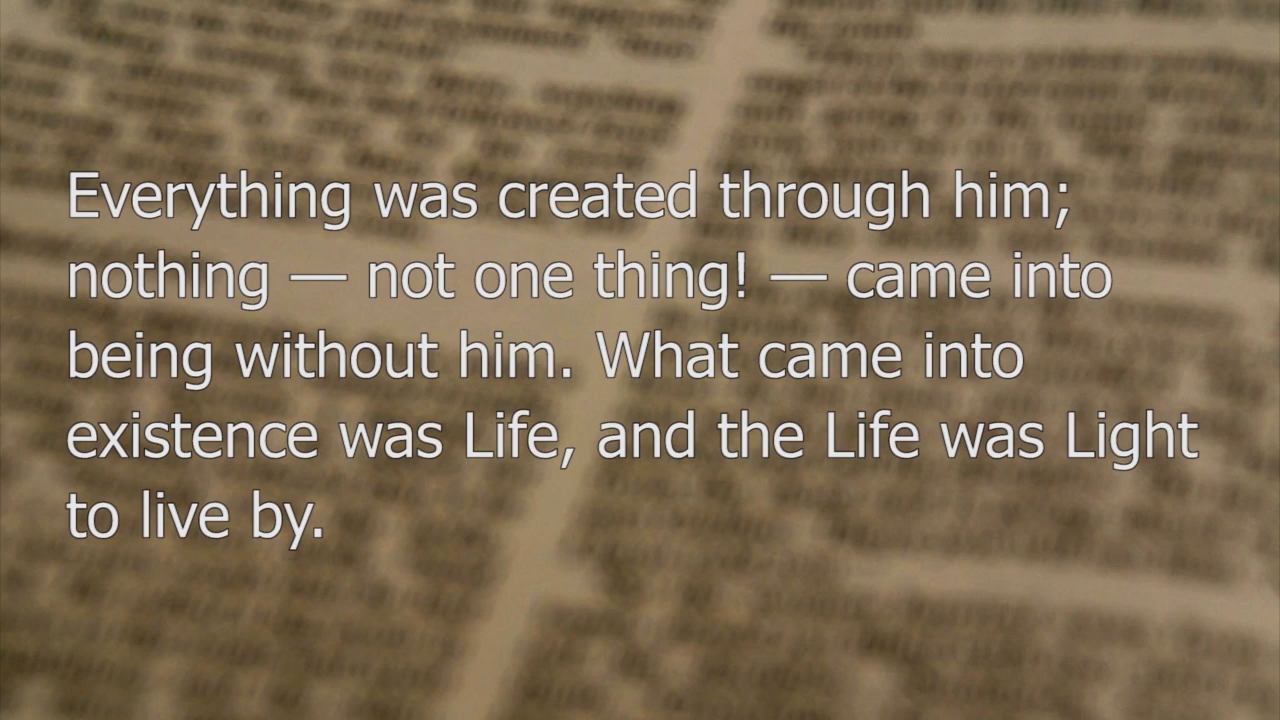 Everything was created through him;
nothing — not one thing! — came into
being without him. What came into
existence was Life, and the Life was Light
to live by.